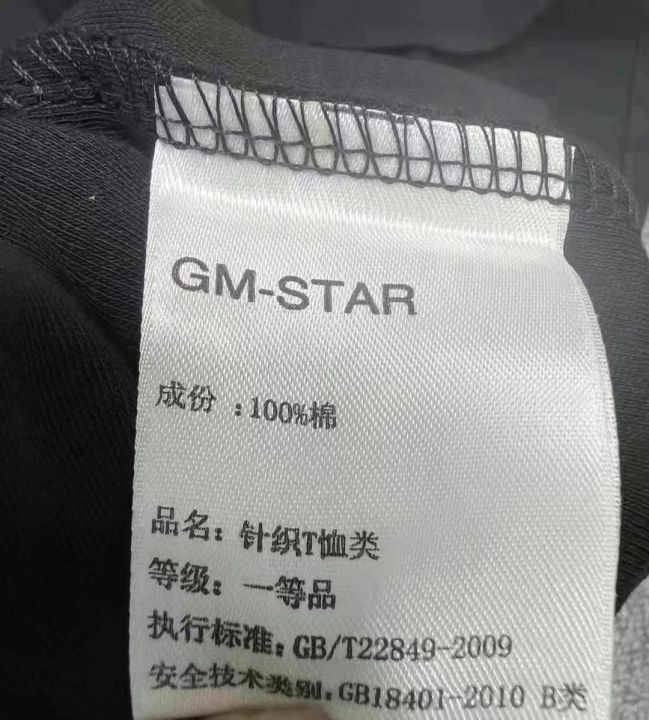 GM-STAR
成份 :100%棉
品名: 针织T恤类
等级: 一等品
执行标准: GB/T22849-2009
安全技术类别: GB18401-2010 B类